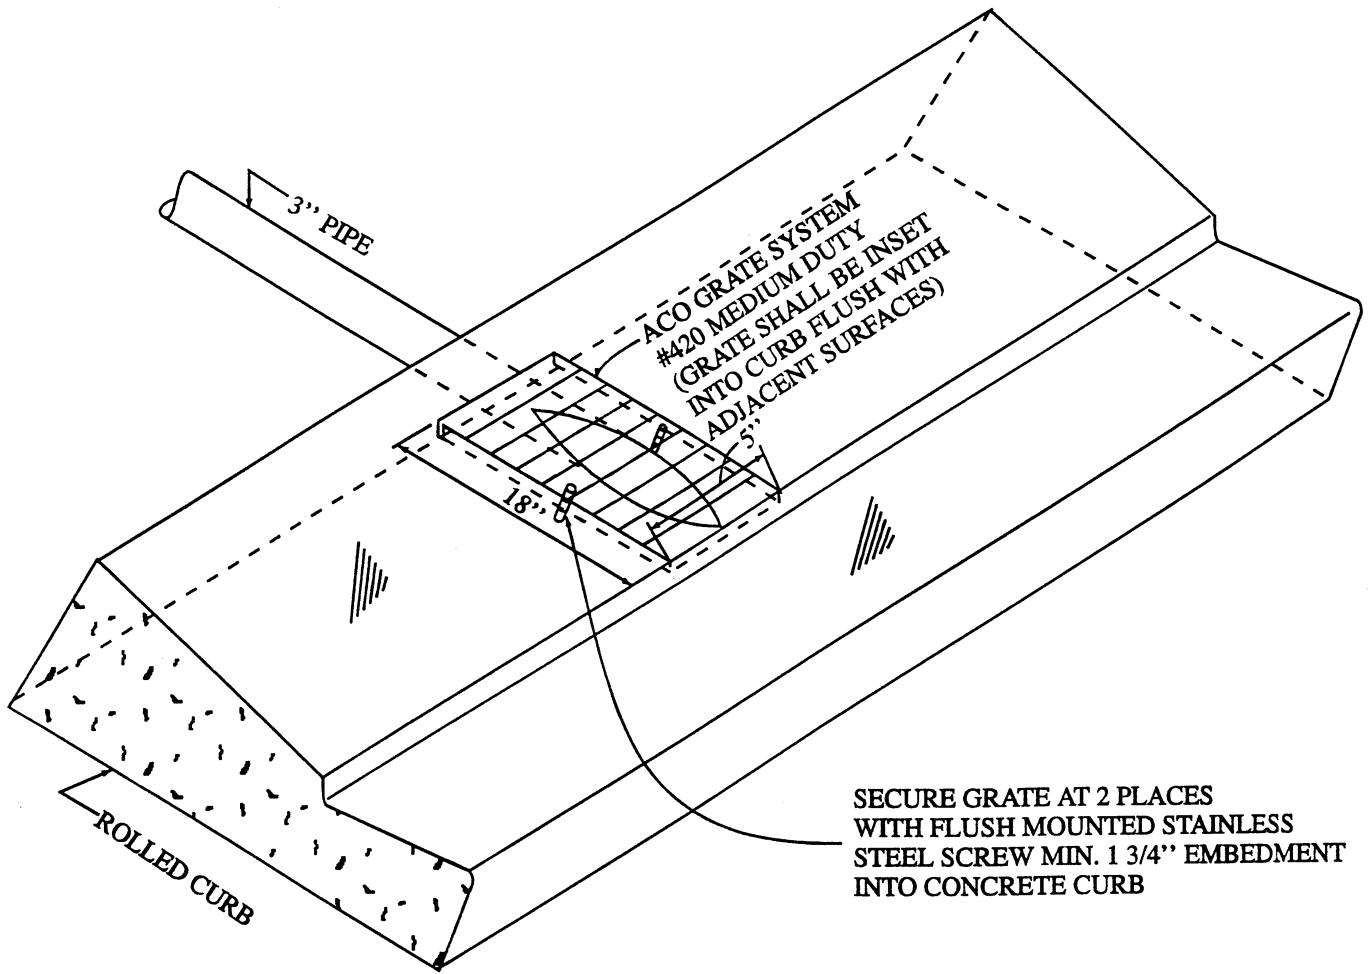 3’’ PIPE
ACO GRATE SYSTEM
#420 MEDIUM DUTY
(GRATE SHALL BE INSET
INTO CURB FLUSH WITH
ADJACENT SURFACES)
5’’
18’’
SECURE GRATE AT 2 PLACES
WITH FLUSH MOUNTED STAINLESS
STEEL SCREW MIN. 1 3/4’’ EMBEDMENT
INTO CONCRETE CURB
ROLLED CURB